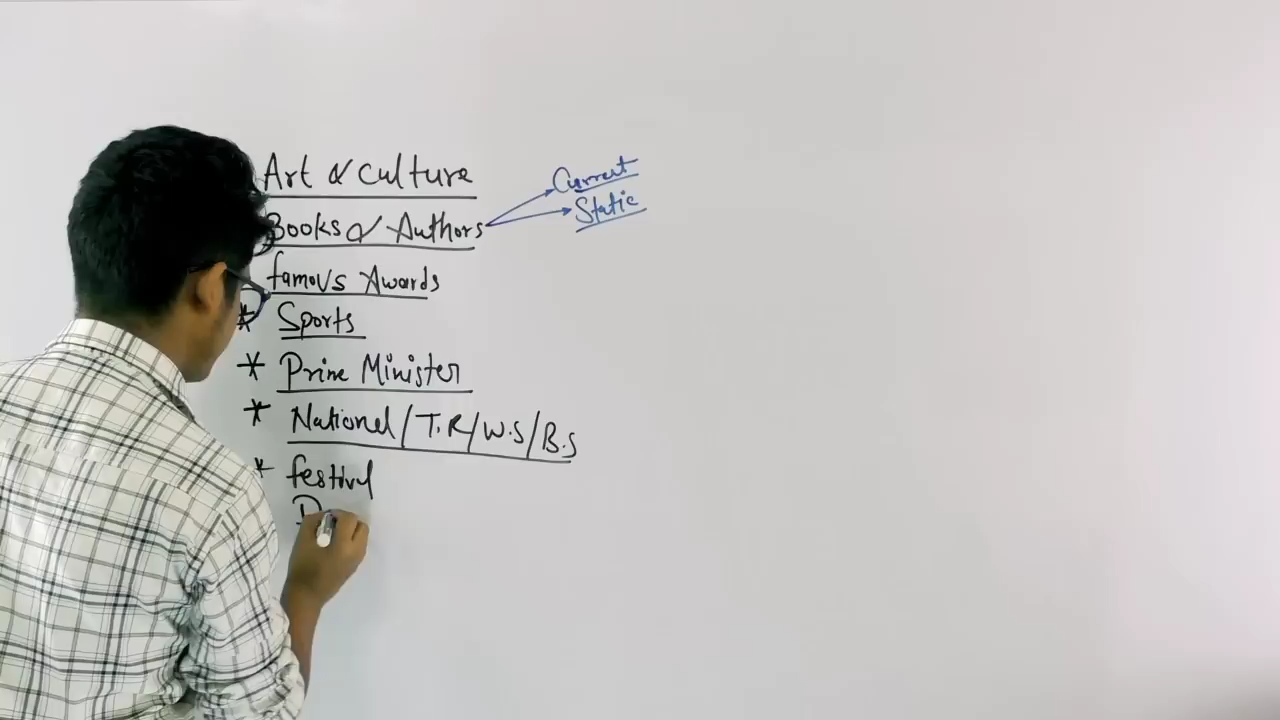 Art & Culture
Books & Authors
Current
Static
famous Awards
* Sports
* Prime Minister
* National/T.R/W.S/B.S
* festival
D